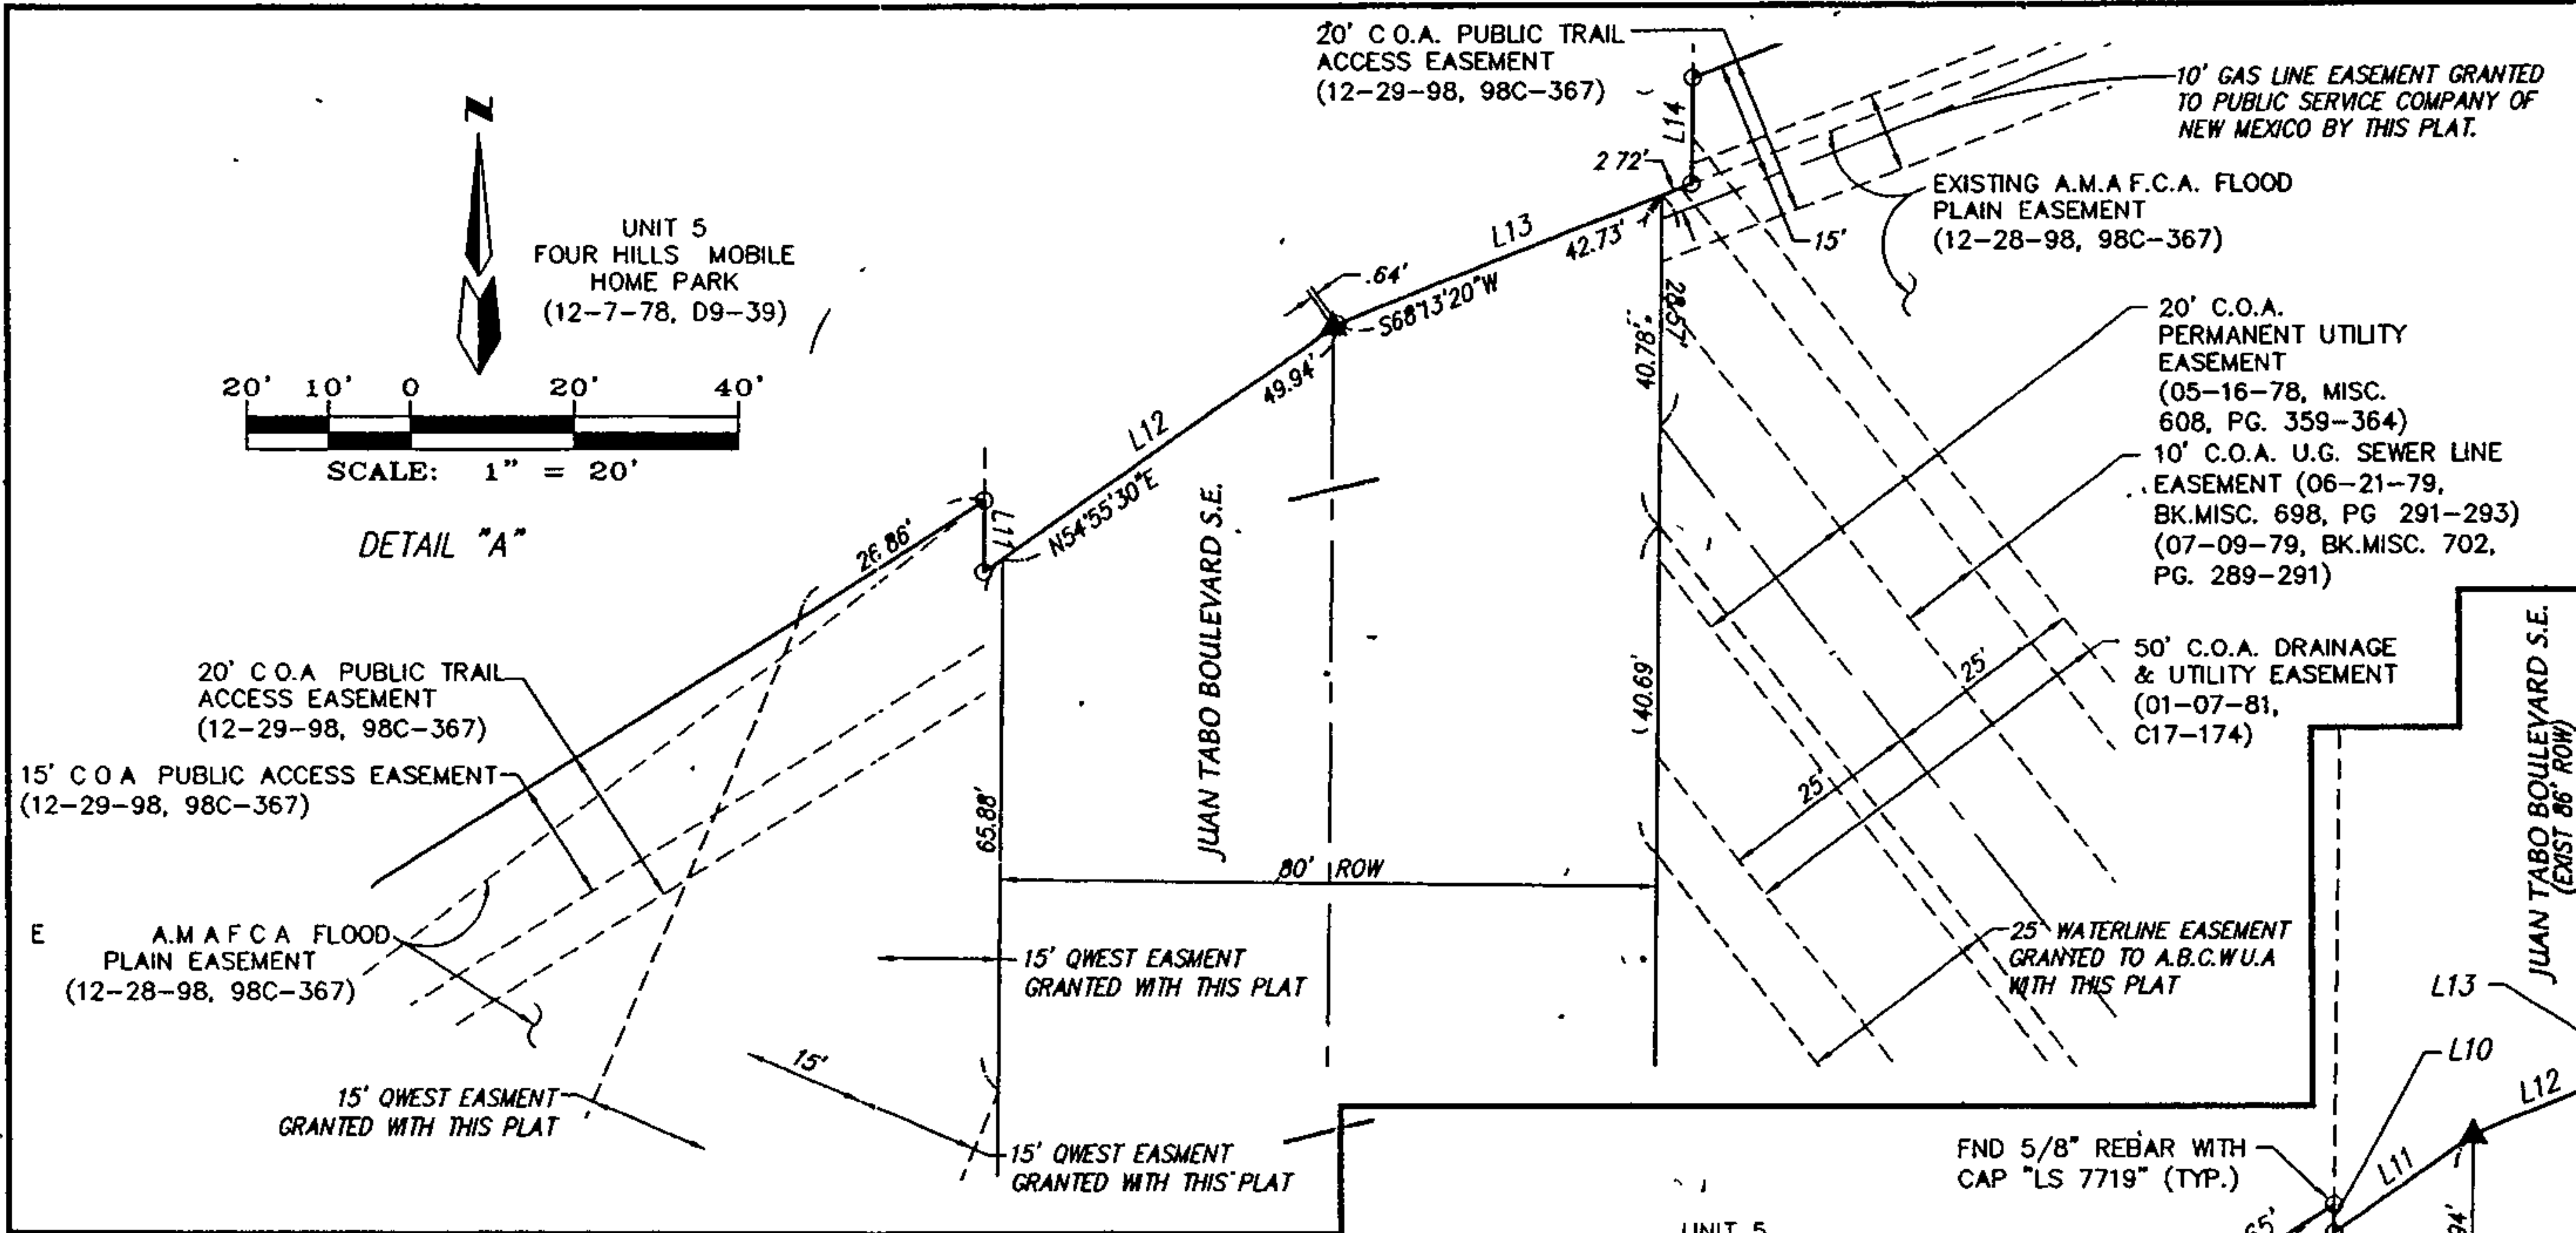 20' C O.A. PUBLIC TRAIL
ACCESS EASEMENT
(12-29-98, 98C-367)
10' GAS LINE EASEMENT GRANTED
TO PUBLIC SERVICE COMPANY OF
NEW MEXICO BY THIS PLAT.
N
UNIT 5
FOUR HILLS MOBILE
HOME PARK
(12-7-78, D9-39)
20' 10' 0 20' 40'
SCALE: 1" = 20'
DETAIL "A"
L14
2 72'
L13
42.73'
15'
EXISTING A.M.A F.C.A. FLOOD
PLAIN EASEMENT
(12-28-98, 98C-367)
.64'
S68°13'20"W
49.94'
L12
N54°55'30"E
L11
26 86'
28.57'
40.78'
20' C.O.A.
PERMANENT UTILITY
EASEMENT
(05-16-78, MISC.
608, PG. 359-364)
10' C.O.A. U.G. SEWER LINE
EASEMENT (06-21-79,
BK.MISC. 698, PG 291-293)
(07-09-79, BK.MISC. 702,
PG. 289-291)
JUAN TABO BOULEVARD S.E.
20' C O.A PUBLIC TRAIL
ACCESS EASEMENT
(12-29-98, 98C-367)
15' C O A PUBLIC ACCESS EASEMENT
(12-29-98, 98C-367)
65.88'
40.69'
25'
25'
50' C.O.A. DRAINAGE
& UTILITY EASEMENT
(01-07-81,
C17-174)
80' ROW
E
A.M A F C A FLOOD
PLAIN EASEMENT
(12-28-98, 98C-367)
15' QWEST EASMENT
GRANTED WITH THIS PLAT
25' WATERLINE EASEMENT
GRANTED TO A.B.C.W U.A
WITH THIS PLAT
15'
15' QWEST EASMENT
GRANTED WITH THIS PLAT
15' QWEST EASMENT
GRANTED WITH THIS PLAT
JUAN TABO BOULEVARD S.E.
(EXIST 86' ROW)
L13
L10
L12
L11
FND 5/8" REBAR WITH
CAP "LS 7719" (TYP.)
UNIT 5
65'
94'